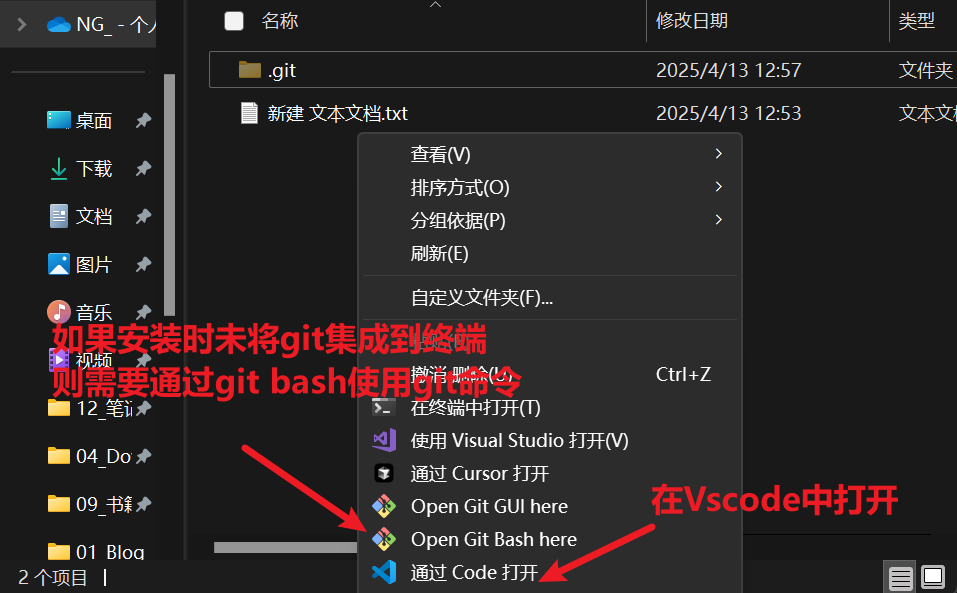 NG_ - 个人
名称
修改日期
类型
.git
2025/4/13 12:57
文件夹
新建 文本文档.txt
2025/4/13 12:53
文本文档
桌面
下载
文档
图片
音乐
视频
12_笔记
04_Do
09_书籍
01_Blog
查看(V)
排序方式(O)
分组依据(P)
刷新(E)
自定义文件夹(F)...
撤消 删除(U)
Ctrl+Z
在终端中打开(T)
使用 Visual Studio 打开(V)
通过 Cursor 打开
Open Git GUI here
Open Git Bash here
通过 Code 打开
如果安装时未将git集成到终端
则需要通过git bash使用git命令
在Vscode中打开
2 个项目